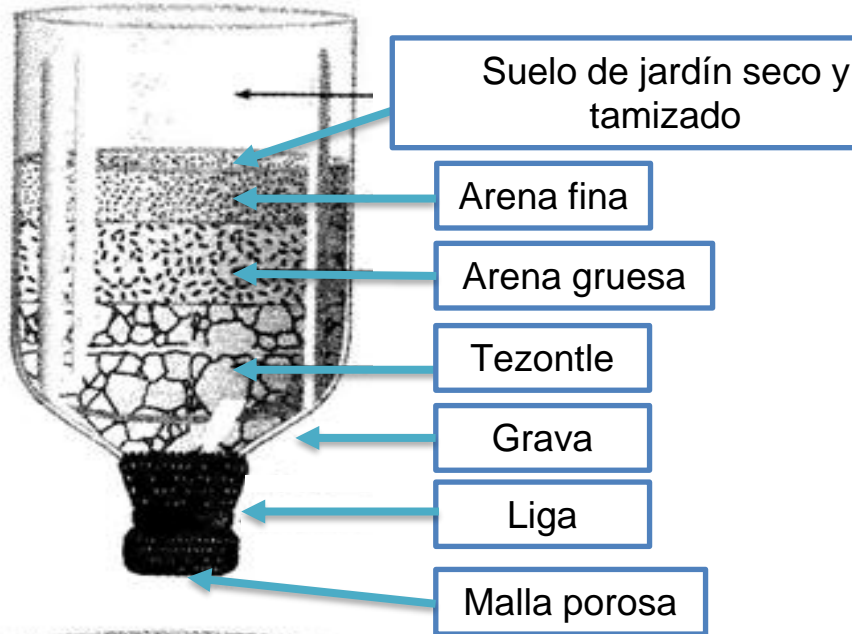 Suelo de jardín seco y
tamizado
Arena fina
Arena gruesa
Tezontle
Grava
Liga
Malla porosa